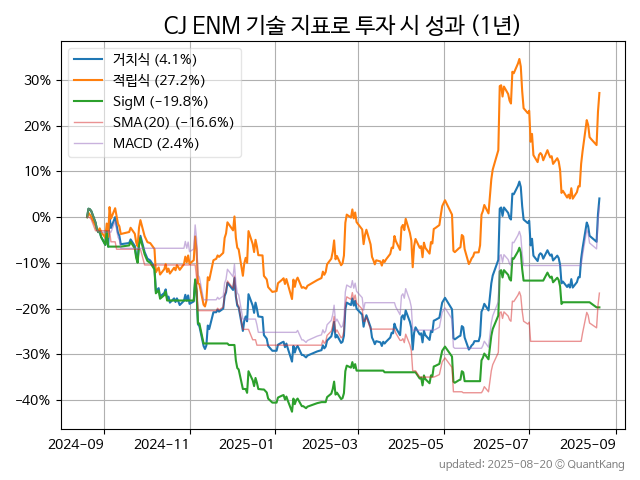 CJ ENM 기술 지표로 투자 시 성과 (1년)
거치식 (4.1%)
적립식 (27.2%)
SigM (−19.8%)
SMA(20) (−16.6%)
MACD (2.4%)
30%
20%
10%
0%
−10%
−20%
−30%
−40%
2024-09 2024-11 2025-01 2025-03 2025-05 2025-07 2025-09
updated: 2025-08-20 © QuantKang